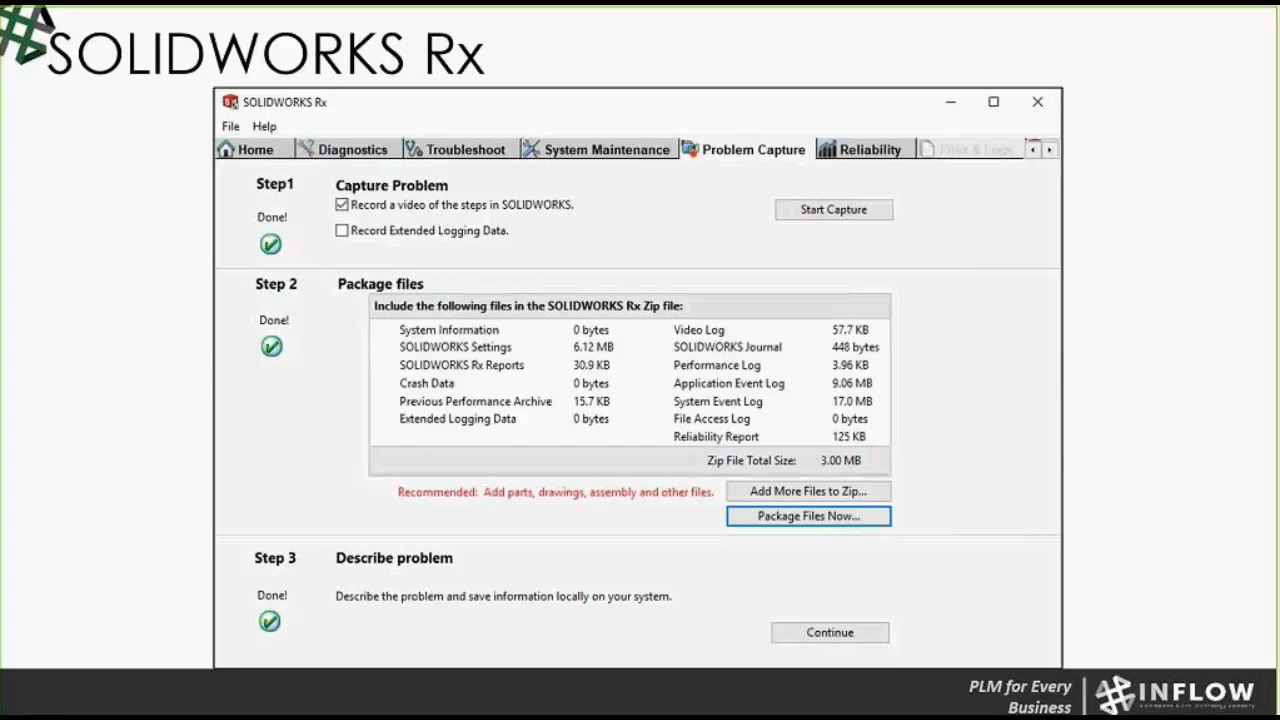 SOLIDWORKS Rx
SOLIDWORKS Rx
File Help
Home Diagnostics Troubleshoot System Maintenance Problem Capture Reliability Files & Logs
Step1 Capture Problem
Record a video of the steps in SOLIDWORKS.
Start Capture
Done!
Record Extended Logging Data.
Step 2 Package files
Include the following files in the SOLIDWORKS Rx Zip file:
Done!
System Information 0 bytes Video Log 57.7 KB
SOLIDWORKS Settings 6.12 MB SOLIDWORKS Journal 448 bytes
SOLIDWORKS Rx Reports 30.9 KB Performance Log 3.96 KB
Crash Data 0 bytes Application Event Log 9.06 MB
Previous Performance Archive 15.7 KB System Event Log 17.0 MB
Extended Logging Data 0 bytes File Access Log 0 bytes
Reliability Report 125 KB
Zip File Total Size: 3.00 MB
Recommended: Add parts, drawings, assembly and other files. Add More Files to Zip...
Package Files Now...
Step 3 Describe problem
Done! Describe the problem and save information locally on your system.
Continue
PLM for Every
Business
INFLOW